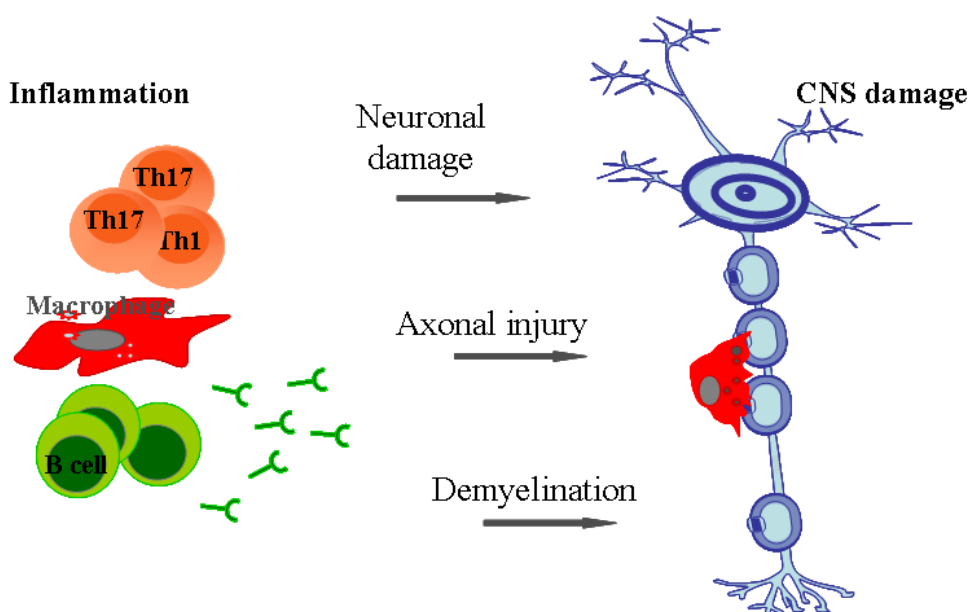 Inflammation
CNS damage
Neuronal
damage
Th17
Th17
Th1
Macrophage
Axonal injury
B cell
Demyelination